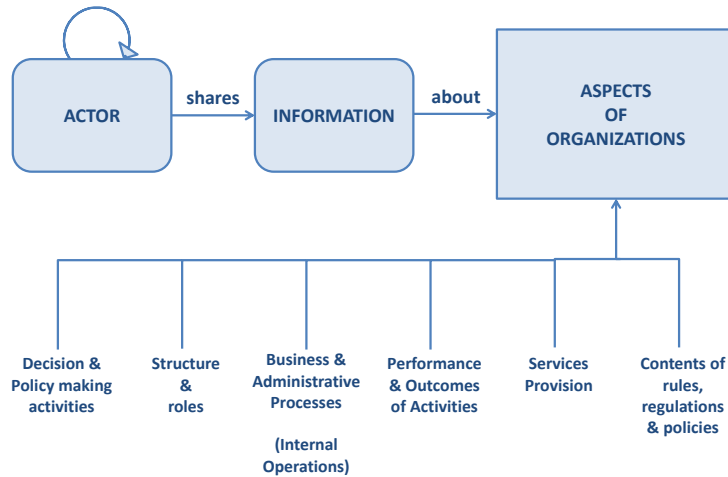 ACTOR
shares
INFORMATION
about
ASPECTS
OF
ORGANIZATIONS
Decision &
Policy making
activities
Structure
&
roles
Business &
Administrative
Processes
(Internal
Operations)
Performance
& Outcomes
of Activities
Services
Provision
Contents of
rules,
regulations
& policies